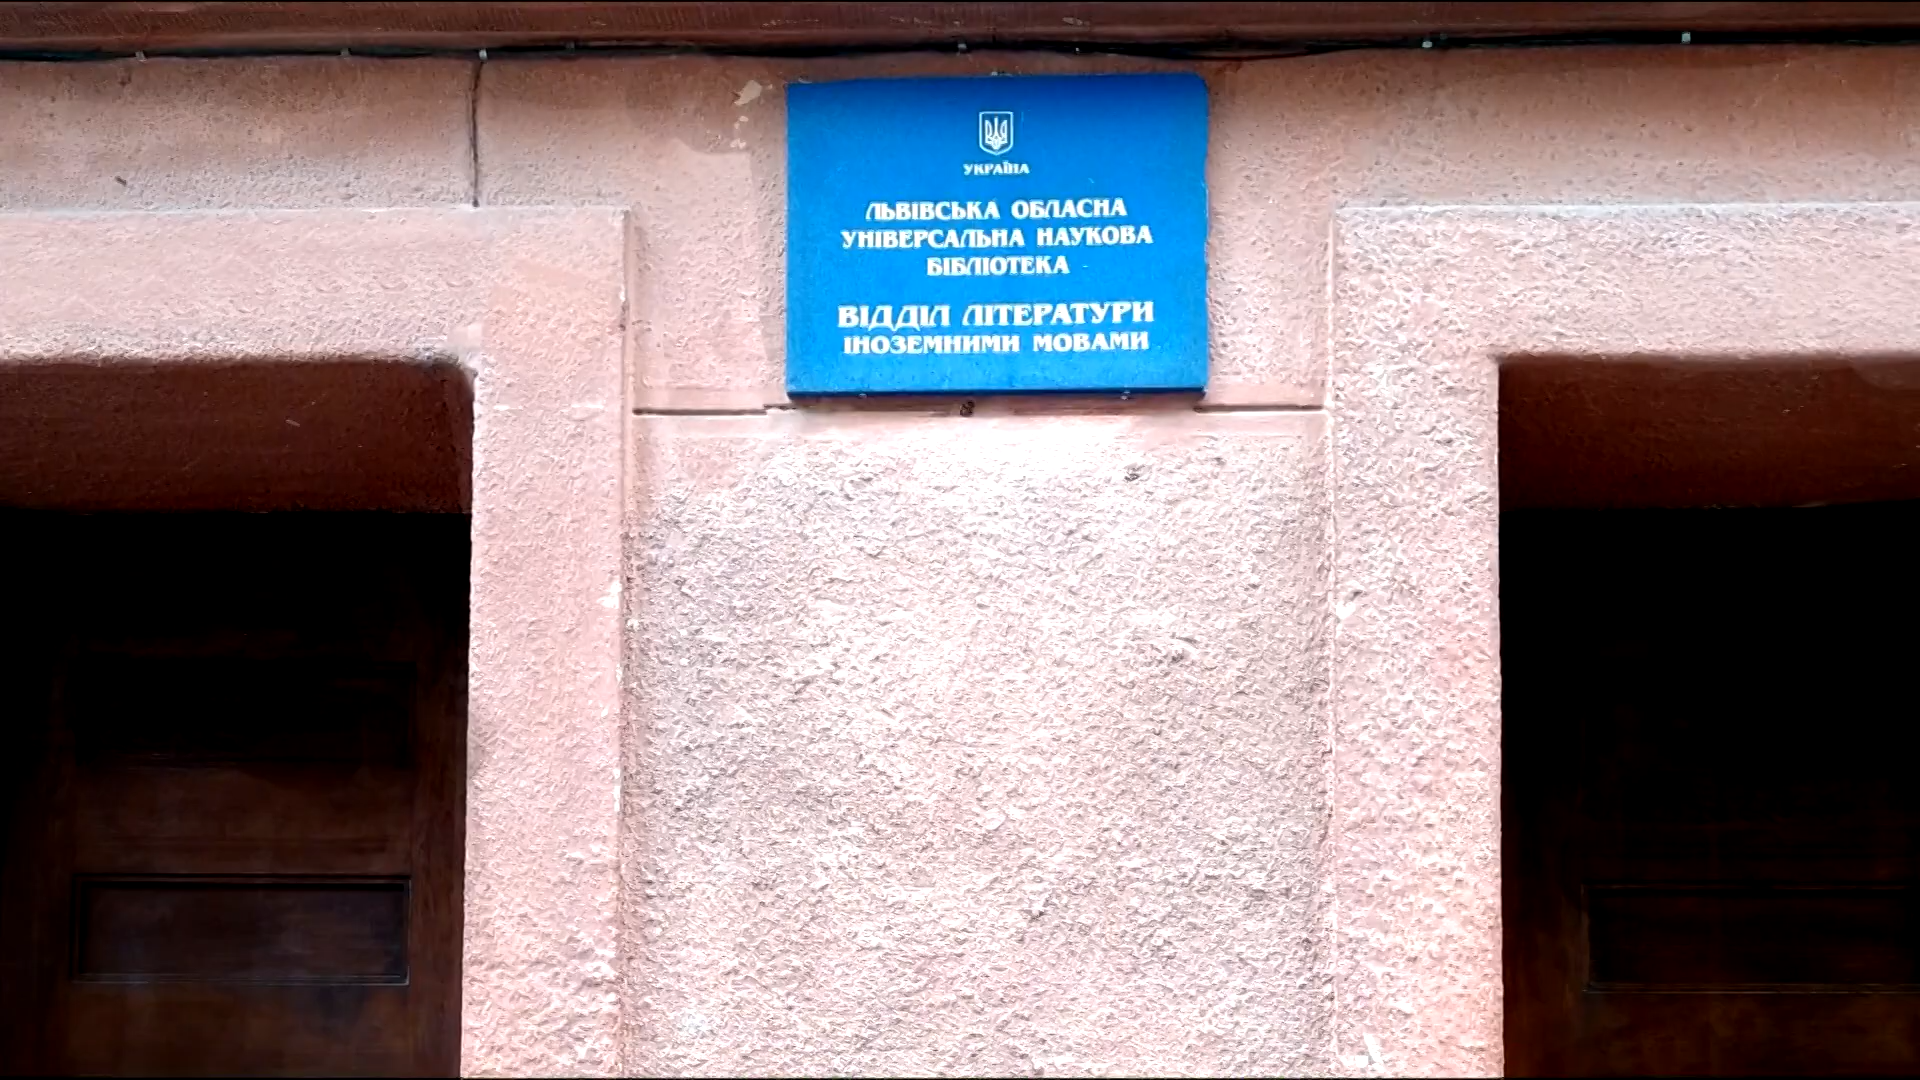 УКРАЇНА
ЛЬВІВСЬКА ОБЛАСНА
УНІВЕРСАЛЬНА НАУКОВА
БІБЛІОТЕКА
ВІДДІЛ ЛІТЕРАТУРИ
ІНОЗЕМНИМИ МОВАМИ